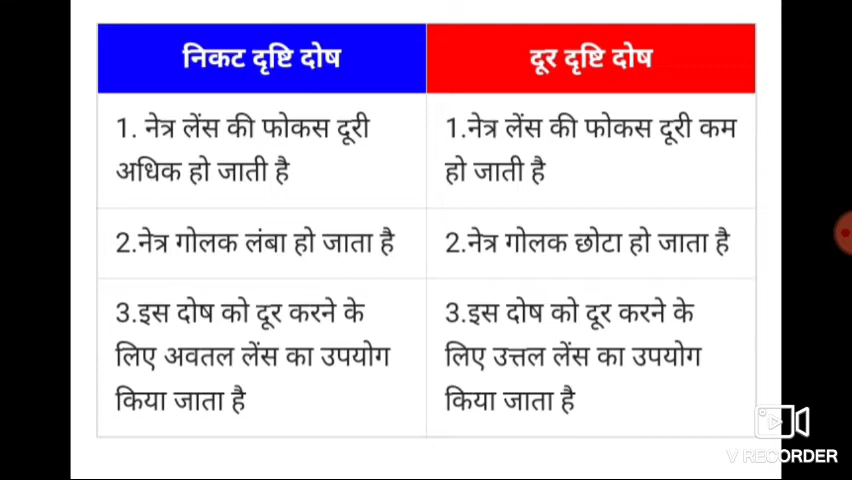 निकट दृष्टि दोष
दूर दृष्टि दोष
1. नेत्र लेंस की फोकस दूरी
अधिक हो जाती है
1.नेत्र लेंस की फोकस दूरी कम
हो जाती है
2.नेत्र गोलक लंबा हो जाता है
2.नेत्र गोलक छोटा हो जाता है
3.इस दोष को दूर करने के
लिए अवतल लेंस का उपयोग
किया जाता है
3.इस दोष को दूर करने के
लिए उत्तल लेंस का उपयोग
किया जाता है
V RECORDER